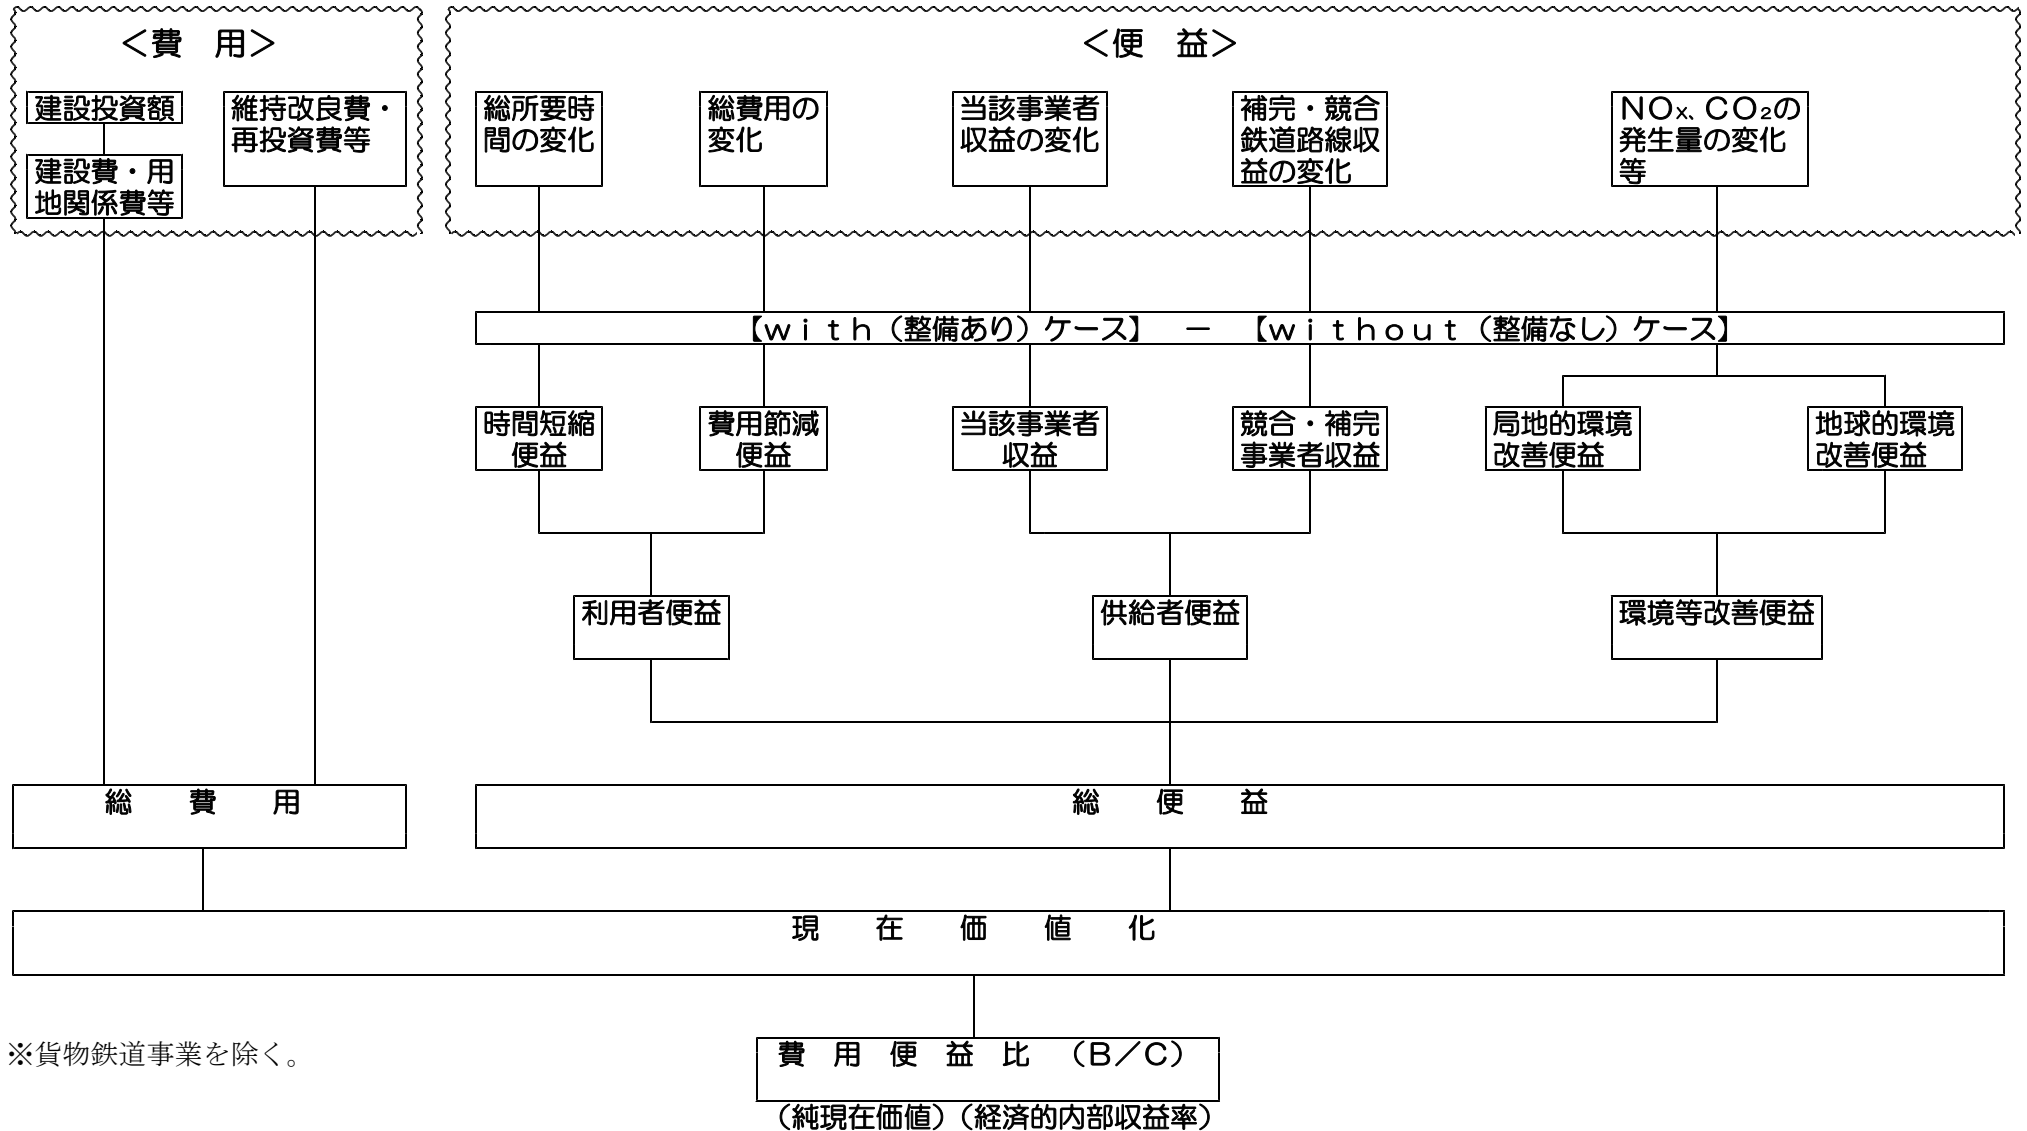 ＜費　用＞
建設投資額
建設費・用
地関係費等
維持改良費・
再投資費等
＜便　益＞
総所要時
間の変化
総費用の
変化
当該事業者
収益の変化
補完・競合
鉄道路線収
益の変化
ＮＯx、ＣＯ₂の
発生量の変化
等
【ｗｉｔｈ（整備あり）ケース】　－　【ｗｉｔｈｏｕｔ（整備なし）ケース】
時間短縮
便益
費用節減
便益
当該事業者
収益
競合・補完
事業者収益
局地的環境
改善便益
地球的環境
改善便益
利用者便益
供給者便益
環境等改善便益
総　　費　　用
総　　便　　益
現　　在　　価　　値　　化
※貨物鉄道事業を除く。
費　用　便　益　比　（Ｂ／Ｃ）
（純現在価値）（経済的内部収益率）